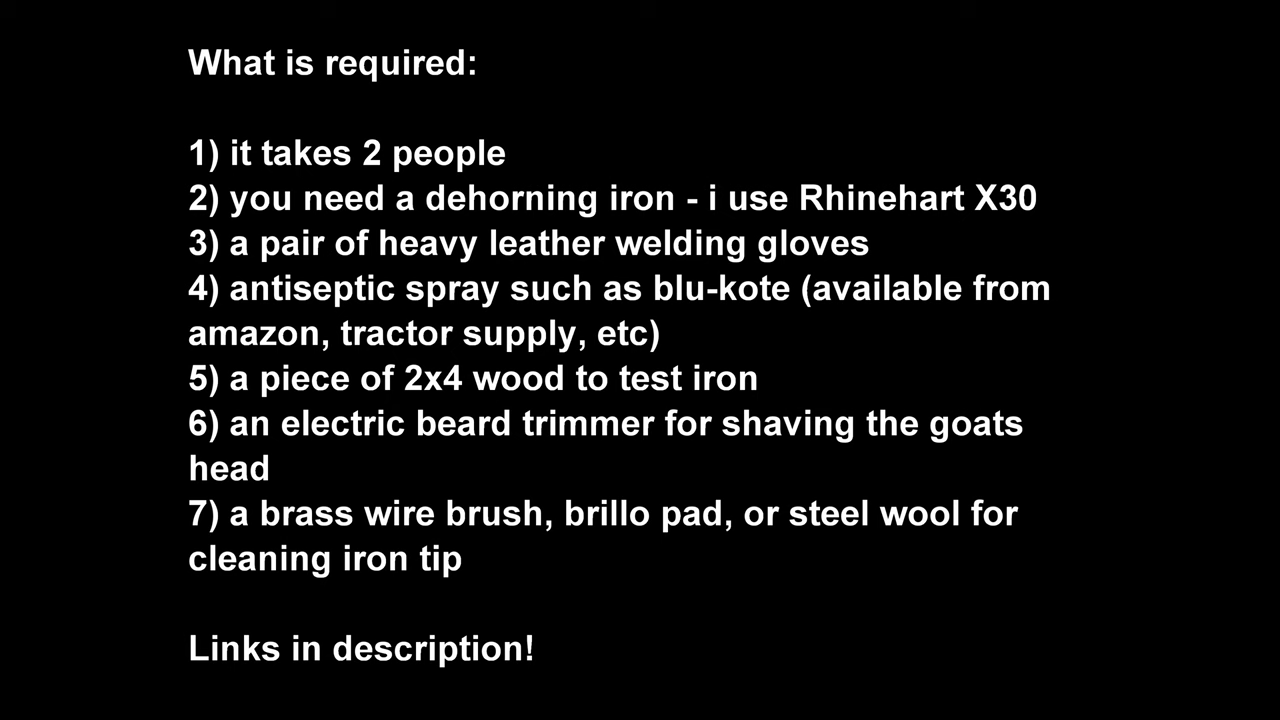 What is required:
1) it takes 2 people
2) you need a dehorning iron - i use Rhinehart X30
3) a pair of heavy leather welding gloves
4) antiseptic spray such as blu-kote (available from
amazon, tractor supply, etc)
5) a piece of 2x4 wood to test iron
6) an electric beard trimmer for shaving the goats
head
7) a brass wire brush, brillo pad, or steel wool for
cleaning iron tip
Links in description!